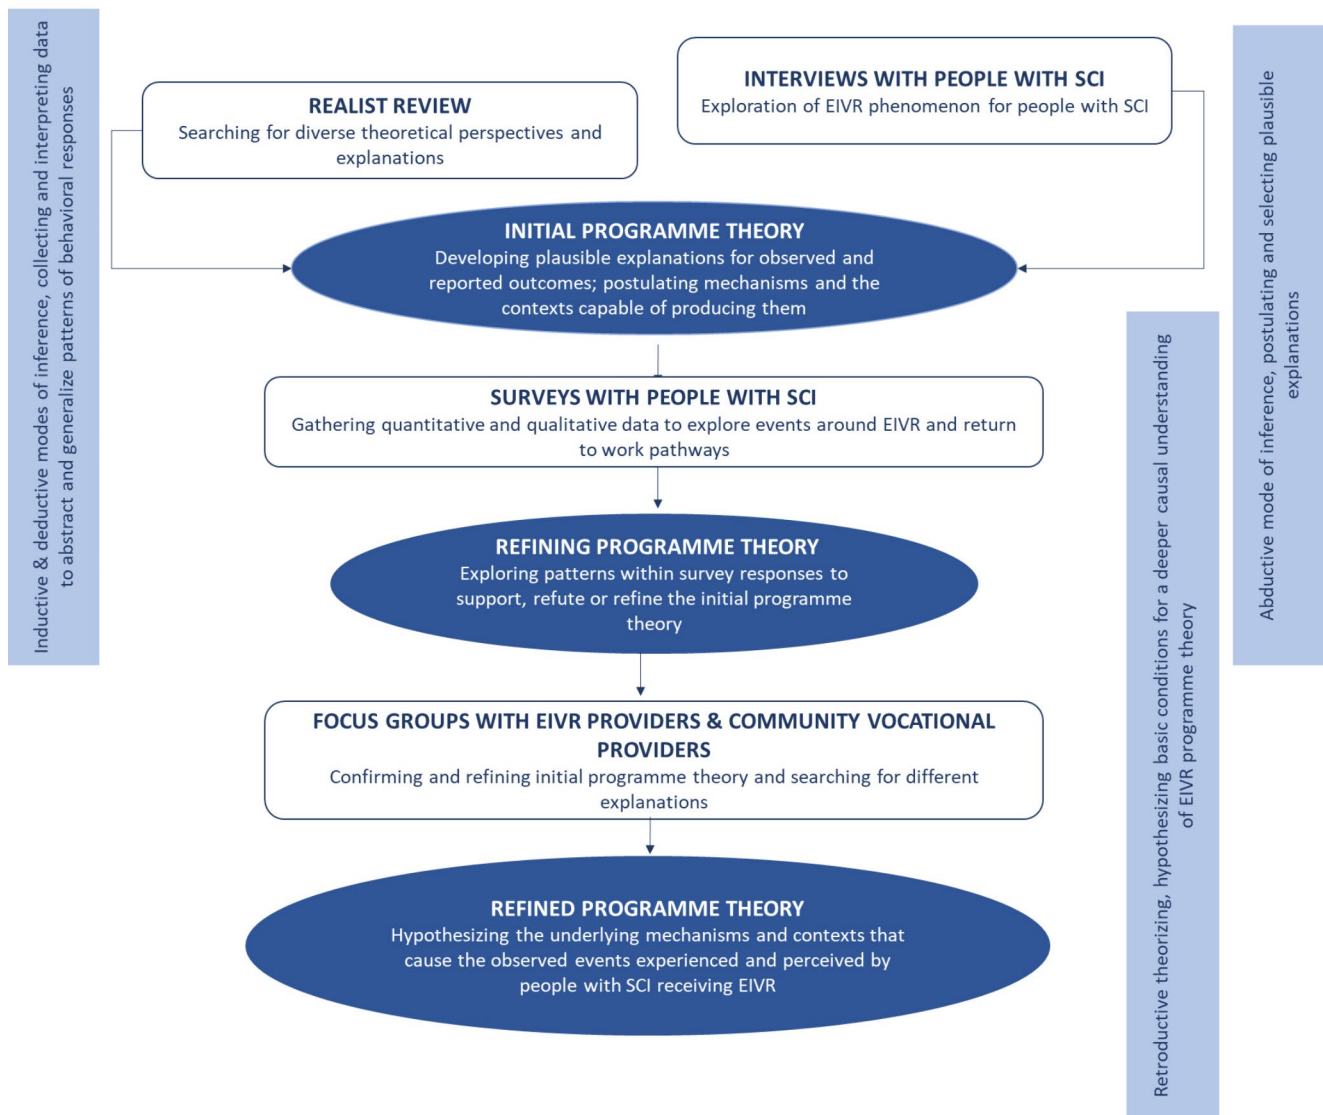 Inductive & deductive modes of inference, collecting and interpreting data
to abstract and generalize patterns of behavioral responses
REALIST REVIEW
Searching for diverse theoretical perspectives and
explanations
INTERVIEWS WITH PEOPLE WITH SCI
Exploration of EIVR phenomenon for people with SCI
INITIAL PROGRAMME THEORY
Developing plausible explanations for observed and
reported outcomes; postulating mechanisms and the
contexts capable of producing them
SURVEYS WITH PEOPLE WITH SCI
Gathering quantitative and qualitative data to explore events around EIVR and return
to work pathways
REFINING PROGRAMME THEORY
Exploring patterns within survey responses to
support, refute or refine the initial programme
theory
FOCUS GROUPS WITH EIVR PROVIDERS & COMMUNITY VOCATIONAL
PROVIDERS
Confirming and refining initial programme theory and searching for different
explanations
REFINED PROGRAMME THEORY
Hypothesizing the underlying mechanisms and contexts that
cause the observed events experienced and perceived by
people with SCI receiving EIVR
Retroductive theorizing, hypothesizing basic conditions for a deeper causal understanding
of EIVR programme theory
Abductive mode of inference, postulating and selecting plausible
explanations